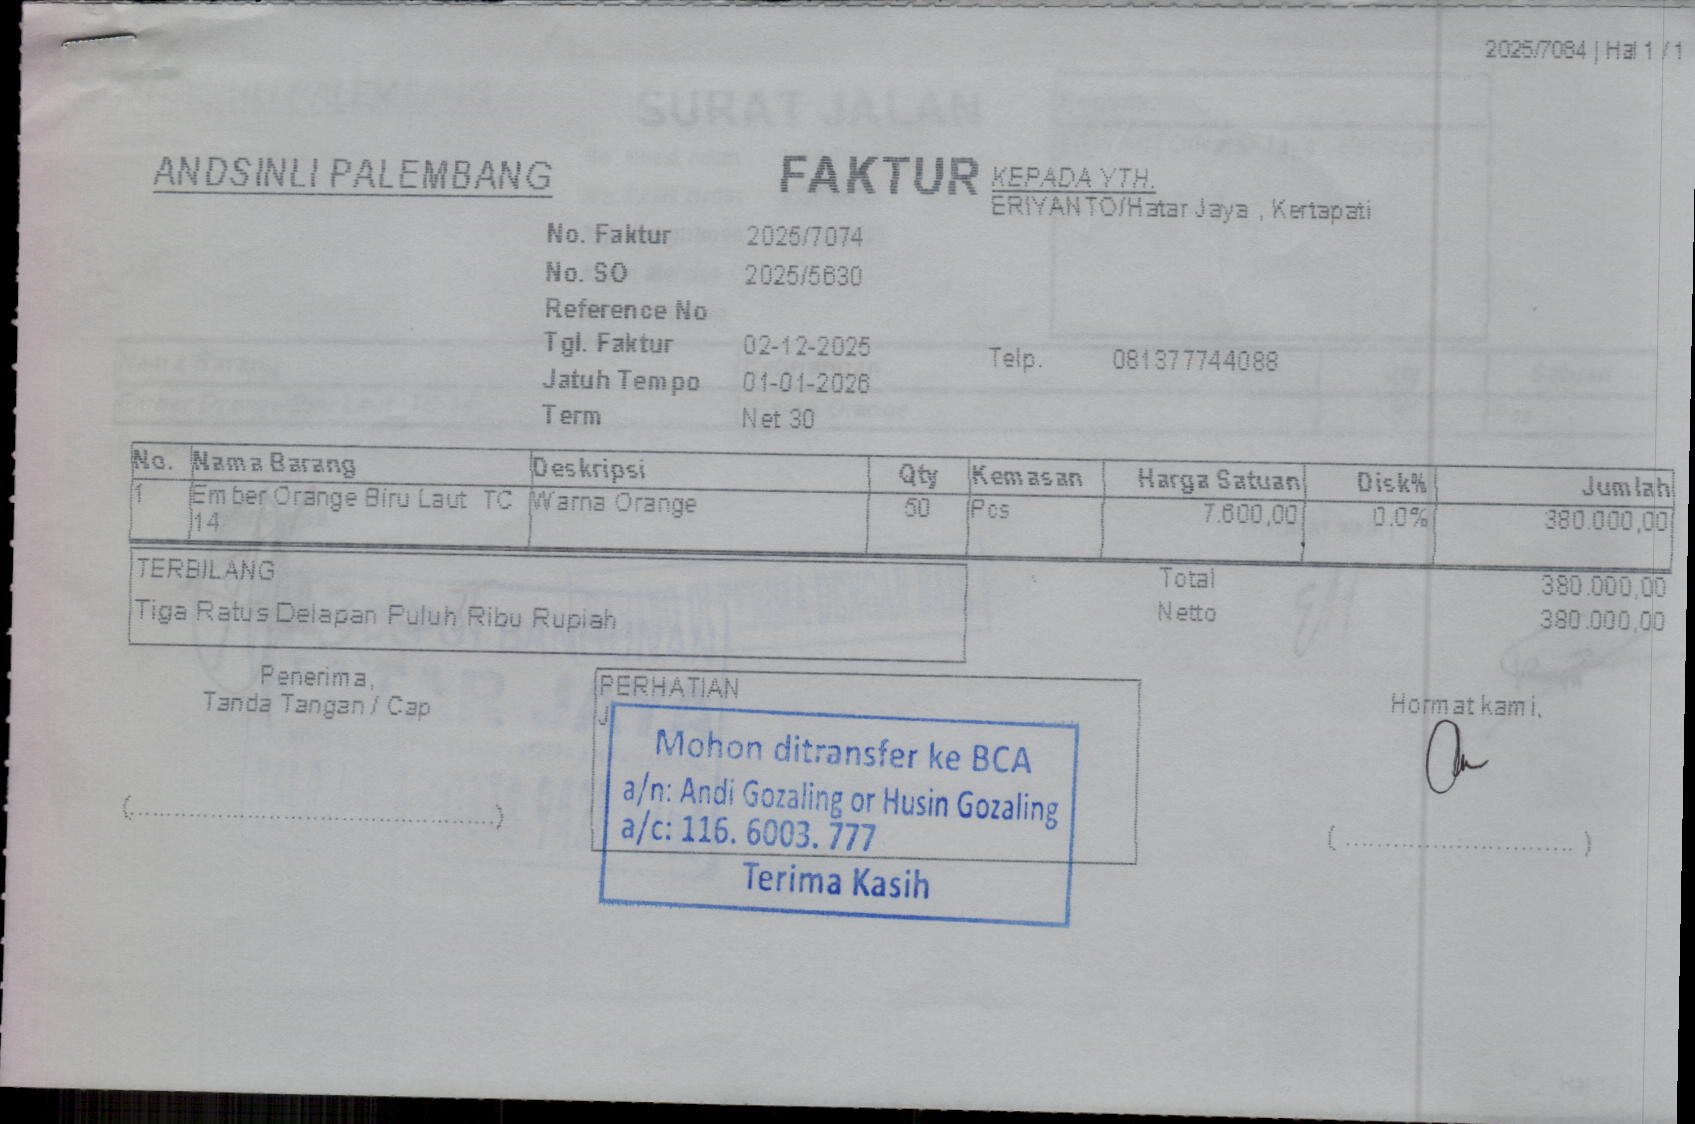 2025/7084 | Hal 1 / 1
SURAT JALAN
ANDSINLI PALEMBANG
FAKTUR
KEPADA YTH.
ERIYANTO/Hatar Jaya , Kertapati
No. Faktur 2025/7074
No. SO 2025/5630
Reference No
Tgl. Faktur 02-12-2025
Telp. 081377744088
Jatuh Tempo 01-01-2026
Term Net 30
No. Nama Barang Deskripsi Qty Kemasan Harga Satuan Disk% Jumlah
1 Ember Orange Biru Laut TC Warna Orange 50 Pcs 7.600,00 0.0% 380.000,00
14
TERBILANG
Total 380.000,00
Tiga Ratus Delapan Puluh Ribu Rupiah
Netto 380.000,00
Penerima,
Tanda Tangan / Cap
PERHATIAN
J
Hormat kami,
Mohon ditransfer ke BCA
a/n: Andi Gozaling or Husin Gozaling
a/c: 116. 6003. 777
Terima Kasih
(................................................)
( .............................. )